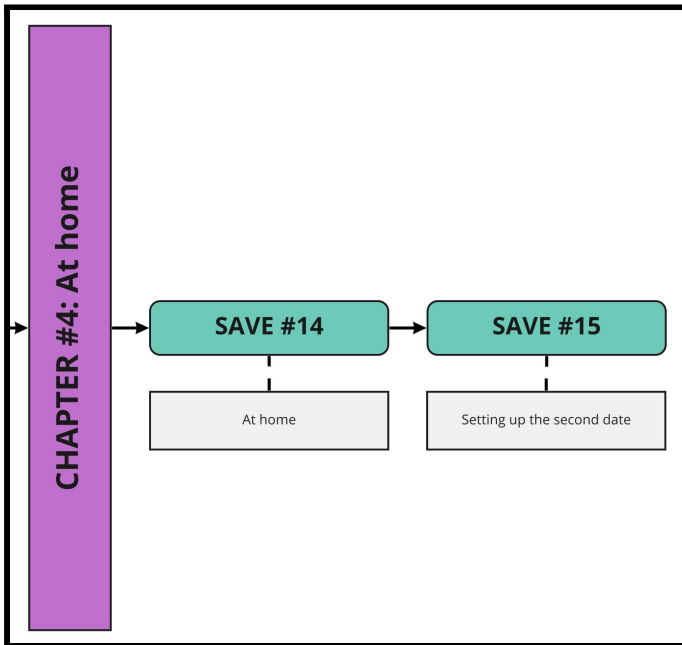 CHAPTER #4: At home
SAVE #14
SAVE #15
At home
Setting up the second date